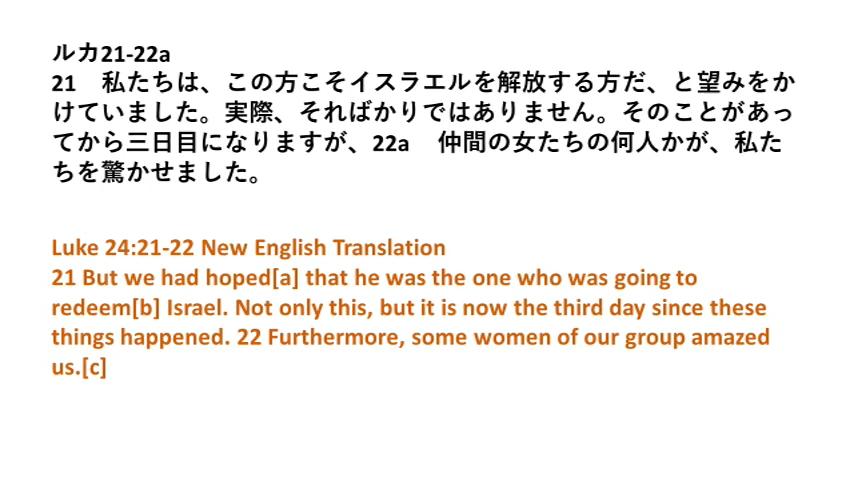 ルカ21-22a
21　私たちは、この方こそイスラエルを解放する方だ、と望みをか
けていました。実際、そればかりではありません。そのことがあっ
てから三日目になりますが、22a　仲間の女たちの何人かが、私た
ちを驚かせました。
Luke 24:21-22 New English Translation
21 But we had hoped[a] that he was the one who was going to
redeem[b] Israel. Not only this, but it is now the third day since these
things happened. 22 Furthermore, some women of our group amazed
us.[c]